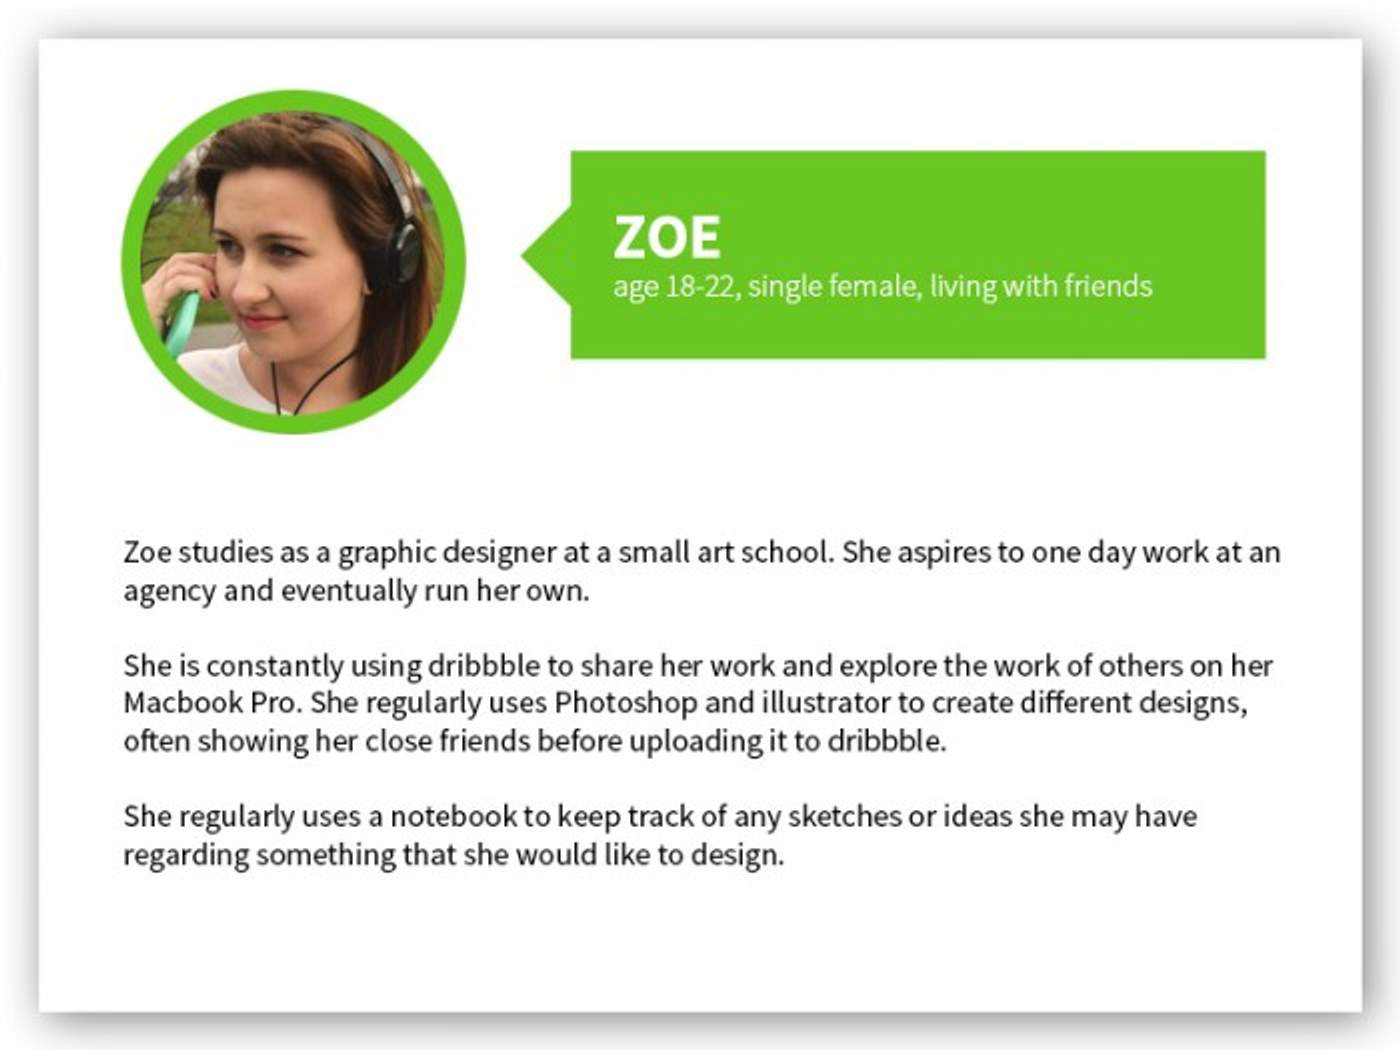 ZOE
age 18-22, single female, living with friends
Zoe studies as a graphic designer at a small art school. She aspires to one day work at an
agency and eventually run her own.
She is constantly using dribbble to share her work and explore the work of others on her
Macbook Pro. She regularly uses Photoshop and illustrator to create different designs,
often showing her close friends before uploading it to dribbble.
She regularly uses a notebook to keep track of any sketches or ideas she may have
regarding something that she would like to design.